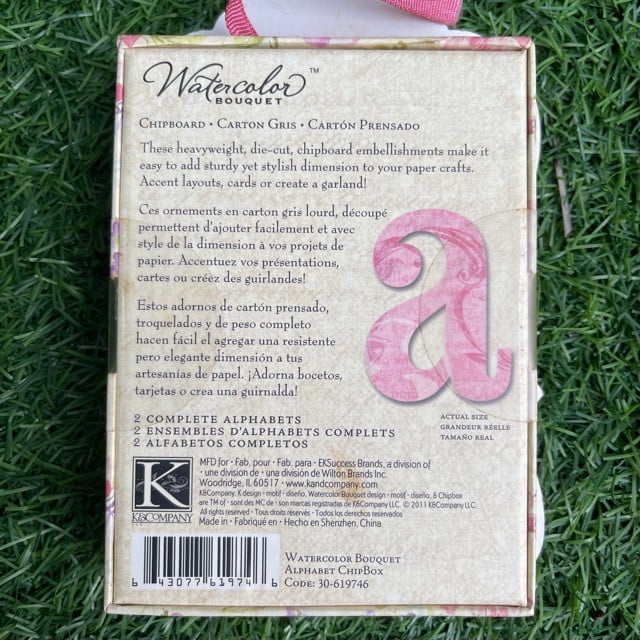 Watercolor™
BOUQUET
CHIPBOARD • CARTON GRIS • CARTÓN PRENSADO
These heavyweight, die-cut, chipboard embellishments make it
easy to add sturdy yet stylish dimension to your paper crafts.
Accent layouts, cards or create a garland!
Ces ornements en carton gris lourd, découpé
permettent d'ajouter facilement et avec
style de la dimension à vos projets de
papier. Accentuez vos présentations,
cartes ou créez des guirlandes!
Estos adornos de cartón prensado,
troquelados y de peso completo
hacen fácil el agregar una resistente
pero elegante dimensión a tus
artesanías de papel. ¡Adorna bocetos,
tarjetas o crea una guirnalda!
a
ACTUAL SIZE
GRANDEUR RÉELLE
TAMAÑO REAL
2 COMPLETE ALPHABETS
2 ENSEMBLES D'ALPHABETS COMPLETS
2 ALFABETOS COMPLETOS
K
K&COMPANY
MFD for • Fab. pour • Fab. para • EKSuccess Brands, a division of
• une division de • una división de Wilton Brands Inc.
Woodridge, IL 60517 • www.kandcompany.com
K&Company, K design • motif • diseño, Watercolor Bouquet design • motif • diseño, & Chipbox
are TM of • sont des MC de • son marcas registradas de K&Company LLC. © 2011 K&Company LLC.
All rights reserved • Tous droits réservés • Todos los derechos reservados
Made in • Fabriqué en • Hecho en Shenzhen, China
6 43077 61974 6
WATERCOLOR BOUQUET
ALPHABET CHIPBOX
CODE: 30-619746